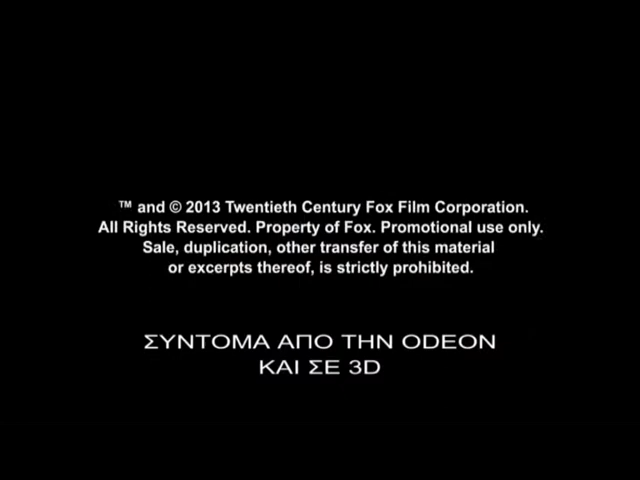 ™ and © 2013 Twentieth Century Fox Film Corporation.
All Rights Reserved. Property of Fox. Promotional use only.
Sale, duplication, other transfer of this material
or excerpts thereof, is strictly prohibited.
ΣΥΝΤΟΜΑ ΑΠΟ ΤΗΝ ODEON
ΚΑΙ ΣΕ 3D